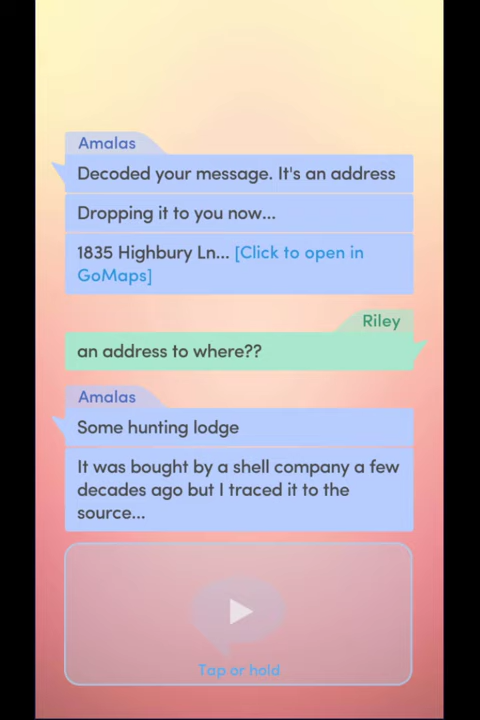 Amalas
Decoded your message. It's an address
Dropping it to you now...
1835 Highbury Ln... [Click to open in
GoMaps]
Riley
an address to where??
Amalas
Some hunting lodge
It was bought by a shell company a few
decades ago but I traced it to the
source...
Tap or hold